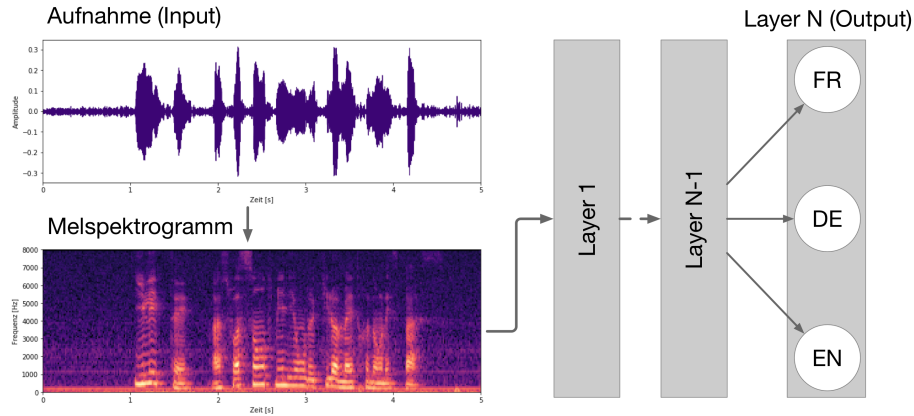 Aufnahme (Input)
0.3
0.2
0.1
0.0
−0.1
−0.2
−0.3
Amplitude
0 1 2 3 4 5
Zeit [s]
Melspektrogramm
8000
7000
6000
5000
4000
3000
2000
1000
0
Frequenz [Hz]
0 1 2 3 4 5
Zeit [s]
Layer 1
Layer N-1
Layer N (Output)
FR
DE
EN